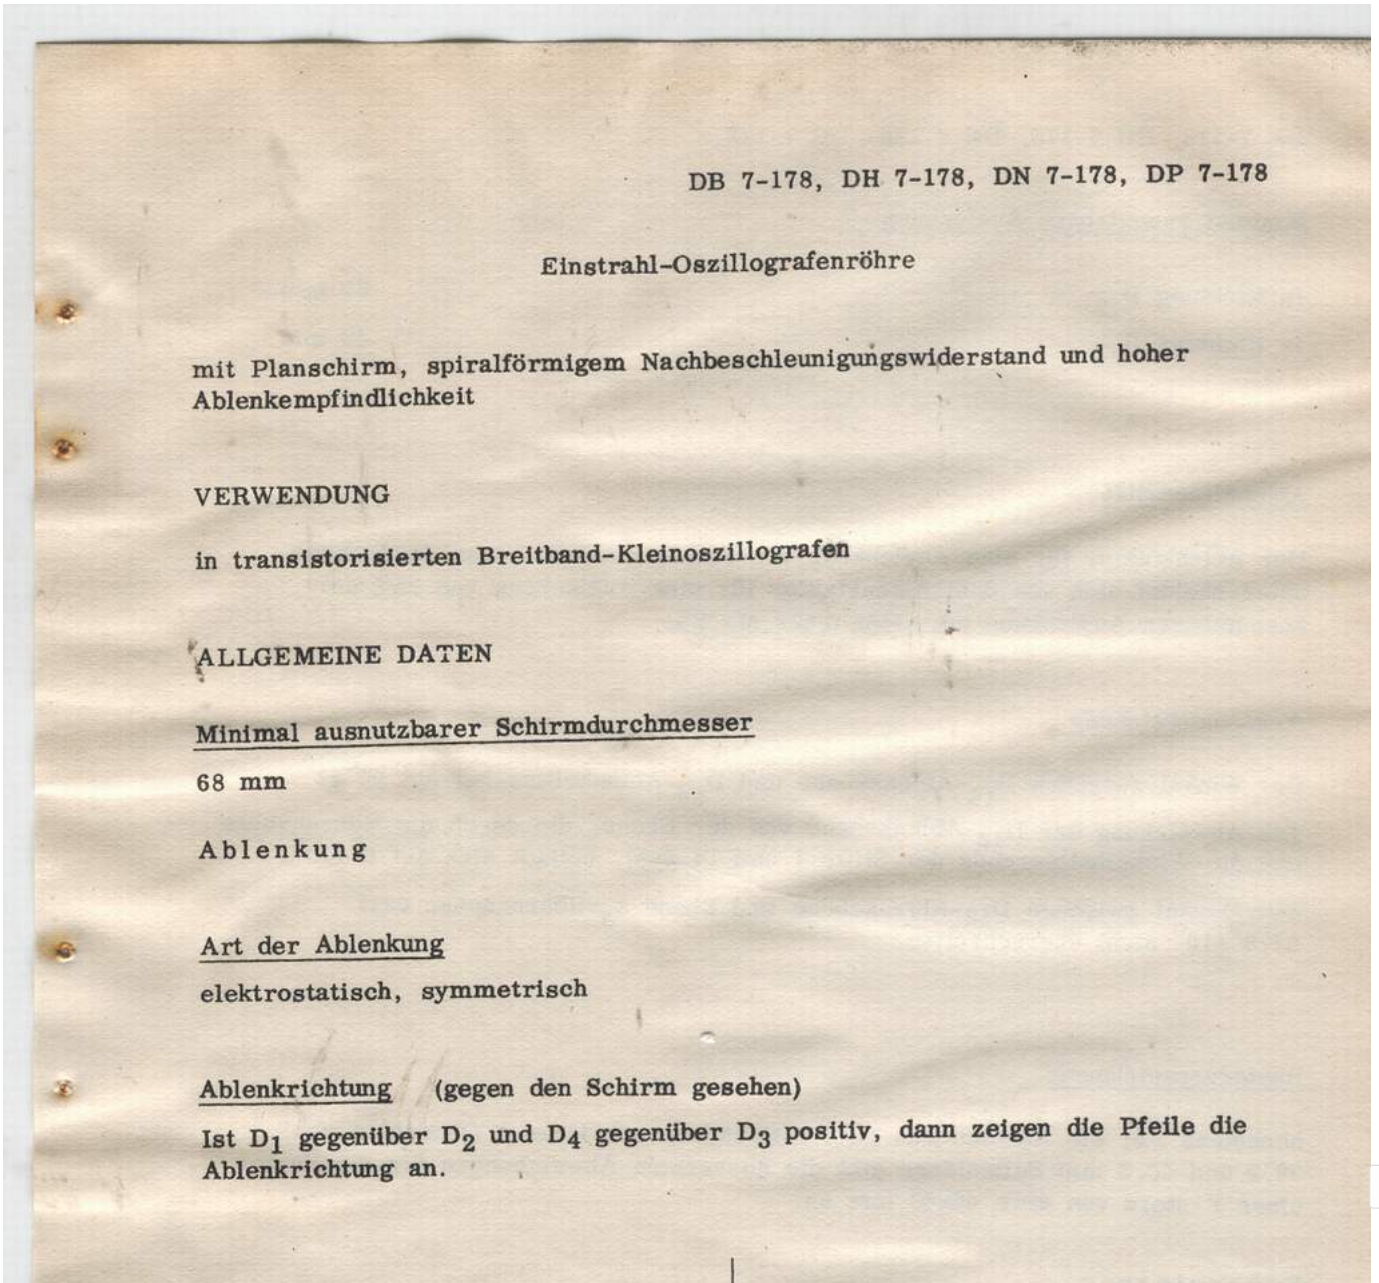 DB 7-178, DH 7-178, DN 7-178, DP 7-178
Einstrahl-Oszillografenröhre
mit Planschirm, spiralförmigem Nachbeschleunigungswiderstand und hoher
Ablenkempfindlichkeit
VERWENDUNG
in transistorisierten Breitband-Kleinoszillografen
ALLGEMEINE DATEN
Minimal ausnutzbarer Schirmdurchmesser
68 mm
Ablenkung
Art der Ablenkung
elektrostatisch, symmetrisch
Ablenkrichtung (gegen den Schirm gesehen)
Ist D1 gegenüber D2 und D4 gegenüber D3 positiv, dann zeigen die Pfeile die
Ablenkrichtung an.